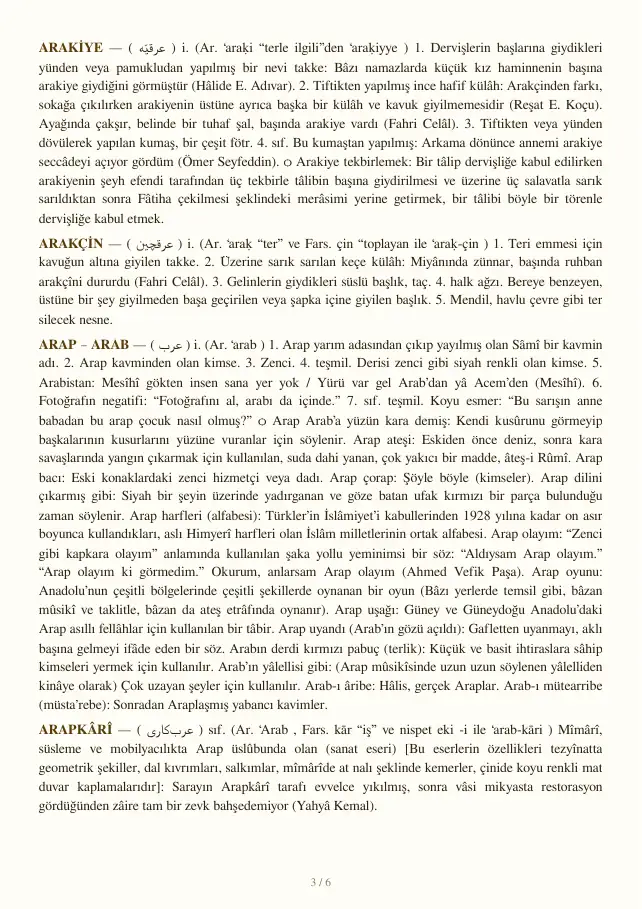 ARAKİYE — ( عرقيّه ) i. (Ar. ‘araḳі “terle ilgili”den ‘araḳiyye ) 1. Dervişlerin başlarına giydikleri
yünden veya pamukludan yapılmış bir nevi takke: Bâzı namazlarda küçük kız haminnenin başına
arakiye giydiğini görmüştür (Hâlide E. Adıvar). 2. Tiftikten yapılmış ince hafif külâh: Arakçinden farkı,
sokağa çıkılırken arakiyenin üstüne ayrıca başka bir külâh ve kavuk giyilmemesidir (Reşat E. Koçu).
Ayağında çakşır, belinde bir tuhaf şal, başında arakiye vardı (Fahri Celâl). 3. Tiftikten veya yünden
dövülerek yapılan kumaş, bir çeşit fötr. 4. sıf. Bu kumaştan yapılmış: Arkama dönünce annemi arakiye
seccâdeyi açıyor gördüm (Ömer Seyfeddin). ѻ Arakiye tekbirlemek: Bir tâlip dervişliğe kabul edilirken
arakiyenin şeyh efendi tarafından üç tekbirle tâlibin başına giydirilmesi ve üzerine üç salavatla sarık
sarıldıktan sonra Fâtiha çekilmesi şeklindeki merâsimi yerine getirmek, bir tâlibi böyle bir törenle
dervişliğe kabul etmek.
ARAKÇİN — ( عرقچين ) i. (Ar. ‘araḳ “ter” ve Fars. çіn “toplayan ile ‘araḳ-çіn ) 1. Teri emmesi için
kavuğun altına giyilen takke. 2. Üzerine sarık sarılan keçe külâh: Miyânında zünnar, başında ruhban
arakçîni dururdu (Fahri Celâl). 3. Gelinlerin giydikleri süslü başlık, taç. 4. halk ağzı. Bereye benzeyen,
üstüne bir şey giyilmeden başa geçirilen veya şapka içine giyilen başlık. 5. Mendil, havlu çevre gibi ter
silecek nesne.
ARAP – ARAB — ( عرب ) i. (Ar. ‘arab ) 1. Arap yarım adasından çıkıp yayılmış olan Sâmî bir kavmin
adı. 2. Arap kavminden olan kimse. 3. Zenci. 4. teşmil. Derisi zenci gibi siyah renkli olan kimse. 5.
Arabistan: Mesîhî gökten insen sana yer yok / Yürü var gel Arab’dan yâ Acem’den (Mesîhî). 6.
Fotoğrafın negatifi: “Fotoğrafını al, arabı da içinde.” 7. sıf. teşmil. Koyu esmer: “Bu sarışın anne
babadan bu arap çocuk nasıl olmuş?” ѻ Arap Arab’a yüzün kara demiş: Kendi kusûrunu görmeyip
başkalarının kusurlarını yüzüne vuranlar için söylenir. Arap ateşi: Eskiden önce deniz, sonra kara
savaşlarında yangın çıkarmak için kullanılan, suda dahi yanan, çok yakıcı bir madde, âteş-i Rûmî. Arap
bacı: Eski konaklardaki zenci hizmetçi veya dadı. Arap çorap: Şöyle böyle (kimseler). Arap dilini
çıkarmış gibi: Siyah bir şeyin üzerinde yadırganan ve göze batan ufak kırmızı bir parça bulunduğu
zaman söylenir. Arap harfleri (alfabesi): Türkler’in İslâmiyet’i kabullerinden 1928 yılına kadar on asır
boyunca kullandıkları, aslı Himyerî harfleri olan İslâm milletlerinin ortak alfabesi. Arap olayım: “Zenci
gibi kapkara olayım” anlamında kullanılan şaka yollu yeminimsi bir söz: “Aldıysam Arap olayım.”
“Arap olayım ki görmedim.” Okurum, anlarsam Arap olayım (Ahmed Vefik Paşa). Arap oyunu:
Anadolu’nun çeşitli bölgelerinde çeşitli şekillerde oynanan bir oyun (Bâzı yerlerde temsil gibi, bâzan
mûsikî ve taklitle, bâzan da ateş etrâfında oynanır). Arap uşağı: Güney ve Güneydoğu Anadolu’daki
Arap asıllı fellâhlar için kullanılan bir tâbir. Arap uyandı (Arab’ın gözü açıldı): Gafletten uyanmayı, aklı
başına gelmeyi ifâde eden bir söz. Arabın derdi kırmızı pabuç (terlik): Küçük ve basit ihtiraslara sâhip
kimseleri yermek için kullanılır. Arab’ın yâlellisi gibi: (Arap mûsikîsinde uzun uzun söylenen yâlelliden
kinâye olarak) Çok uzayan şeyler için kullanılır. Arab-ı âribe: Hâlis, gerçek Araplar. Arab-ı mütearribe
(müsta’rebe): Sonradan Araplaşmış yabancı kavimler.
ARAPKÂRÎ — ( عرب‌كارى ) sıf. (Ar. ‘Arab , Fars. kār “iş” ve nispet eki -і ile ‘arab-kāri ) Mîmârî,
süsleme ve mobilyacılıkta Arap üslûbunda olan (sanat eseri) [Bu eserlerin özellikleri tezyînatta
geometrik şekiller, dal kıvrımları, salkımlar, mîmârîde at nalı şeklinde kemerler, çinide koyu renkli mat
duvar kaplamalarıdır]: Sarayın Arapkârî tarafı evvelce yıkılmış, sonra vâsi mikyasta restorasyon
gördüğünden zâire tam bir zevk bahşedemiyor (Yahyâ Kemal).
3 / 6